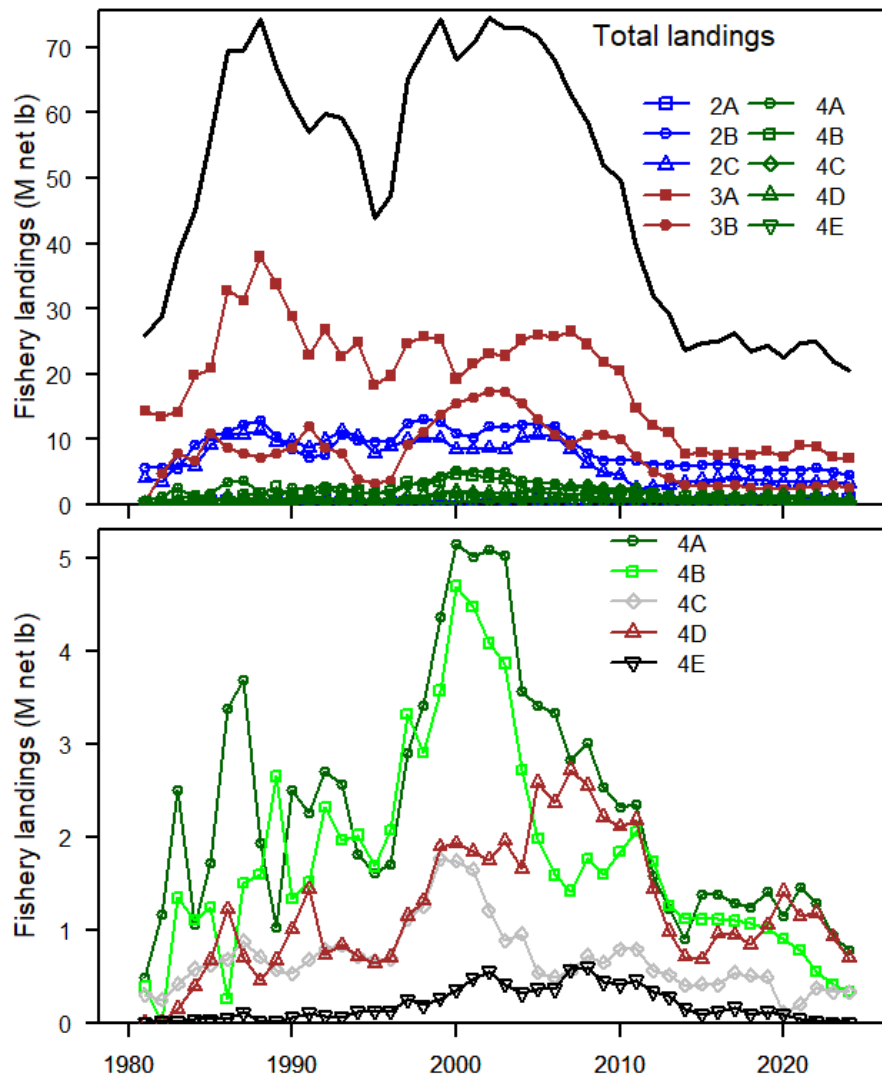 Total landings
Fishery landings (M net lb)
70
60
50
40
30
20
10
0
2A 4A
2B 4B
2C 4C
3A 4D
3B 4E
Fishery landings (M net lb)
5
4
3
2
1
0
4A
4B
4C
4D
4E
1980 1990 2000 2010 2020